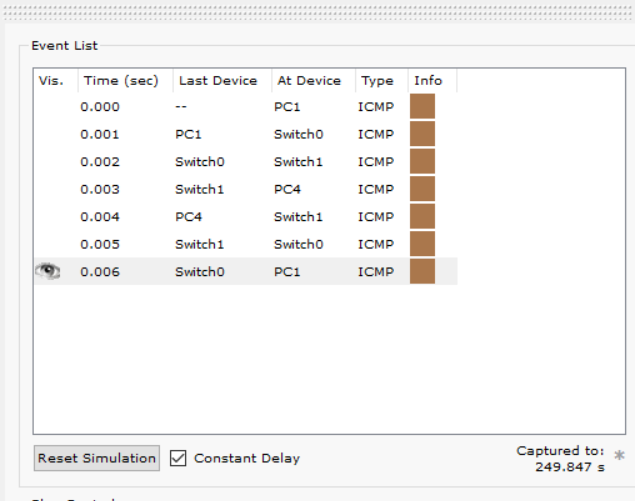 Event List
Vis. Time (sec) Last Device At Device Type Info
0.000 -- PC1 ICMP
0.001 PC1 Switch0 ICMP
0.002 Switch0 Switch1 ICMP
0.003 Switch1 PC4 ICMP
0.004 PC4 Switch1 ICMP
0.005 Switch1 Switch0 ICMP
0.006 Switch0 PC1 ICMP
Reset Simulation Constant Delay Captured to: *
249.847 s